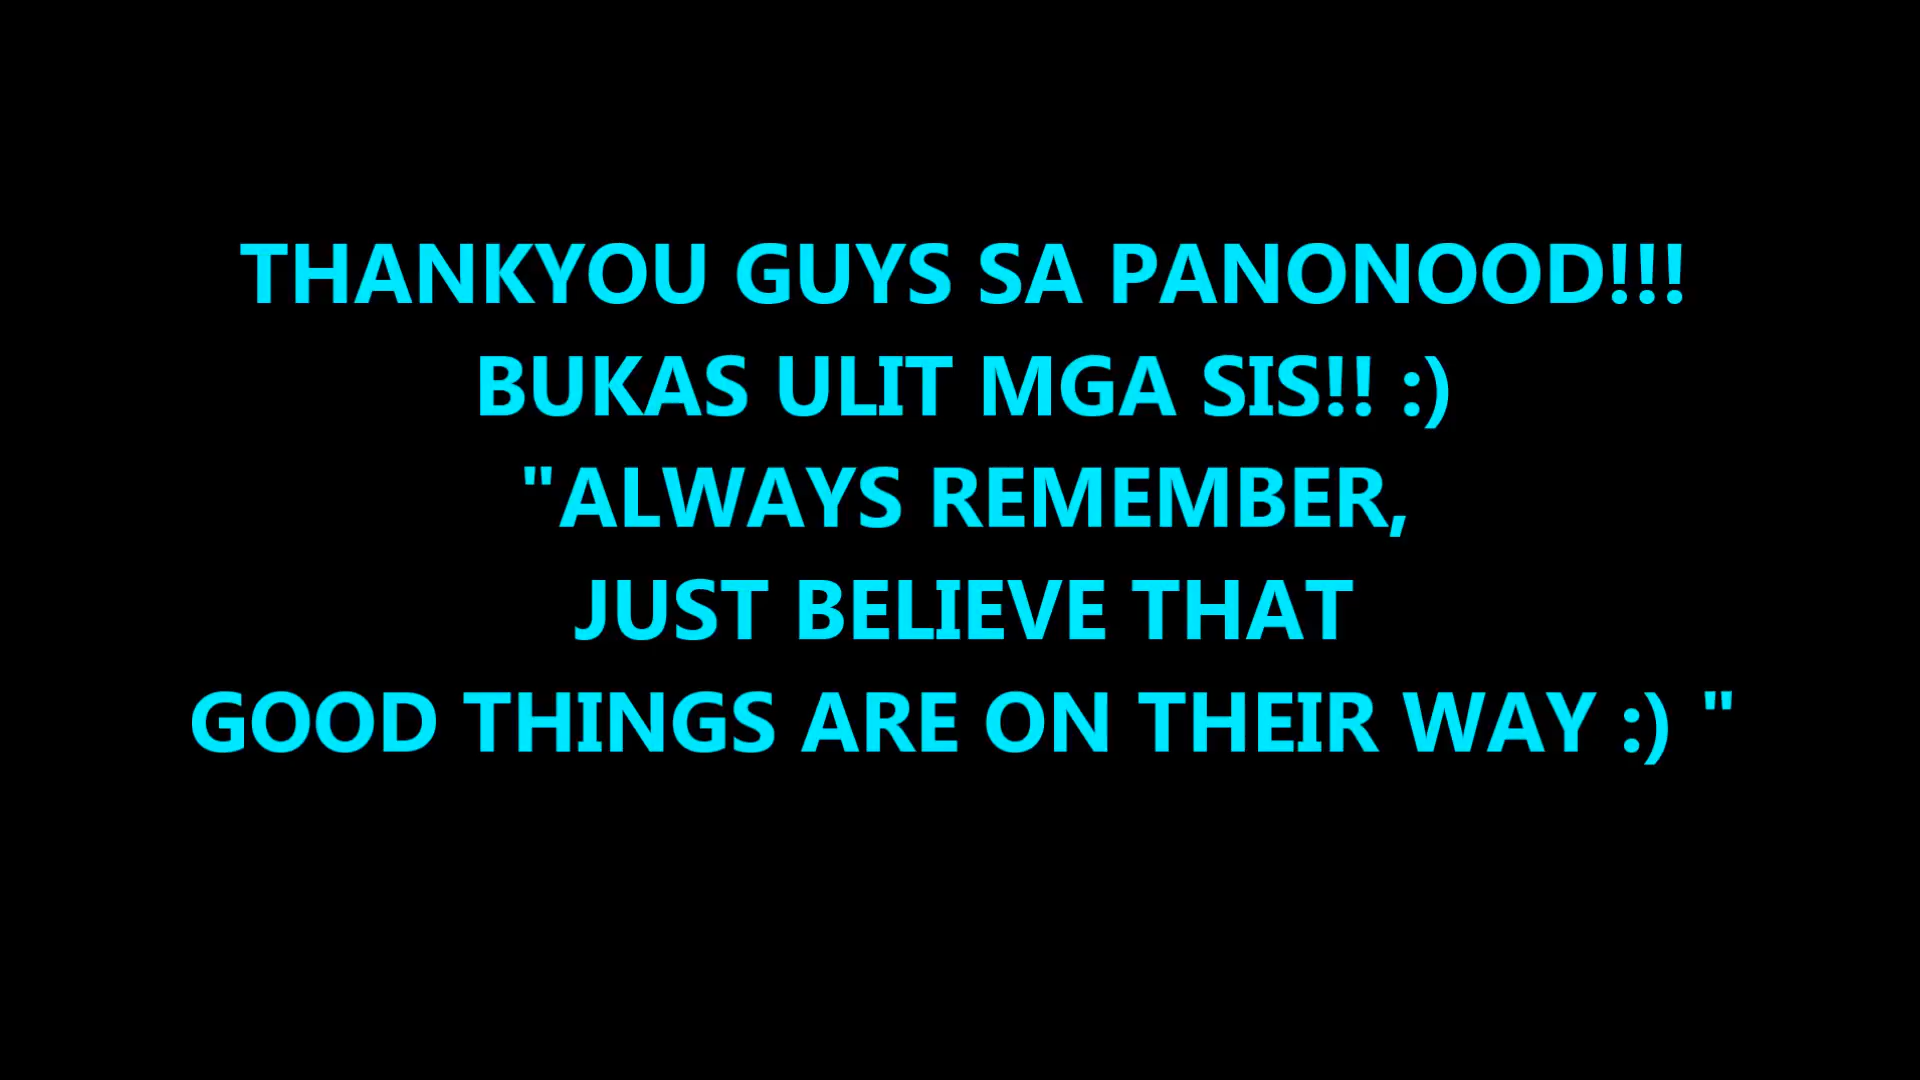 THANKYOU GUYS SA PANONOOD!!!
BUKAS ULIT MGA SIS!! :)
"ALWAYS REMEMBER,
JUST BELIEVE THAT
GOOD THINGS ARE ON THEIR WAY :) "